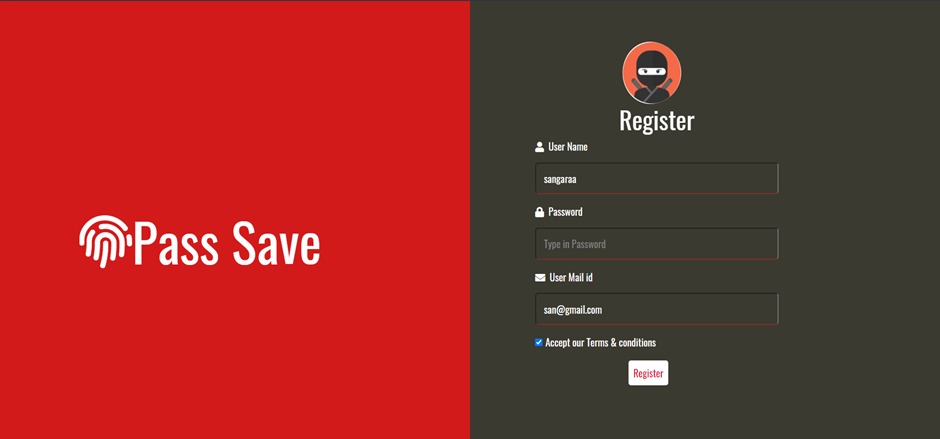 Pass Save
Register
User Name
sangaraa
Password
Type in Password
User Mail id
san@gmail.com
Accept our Terms & conditions
Register